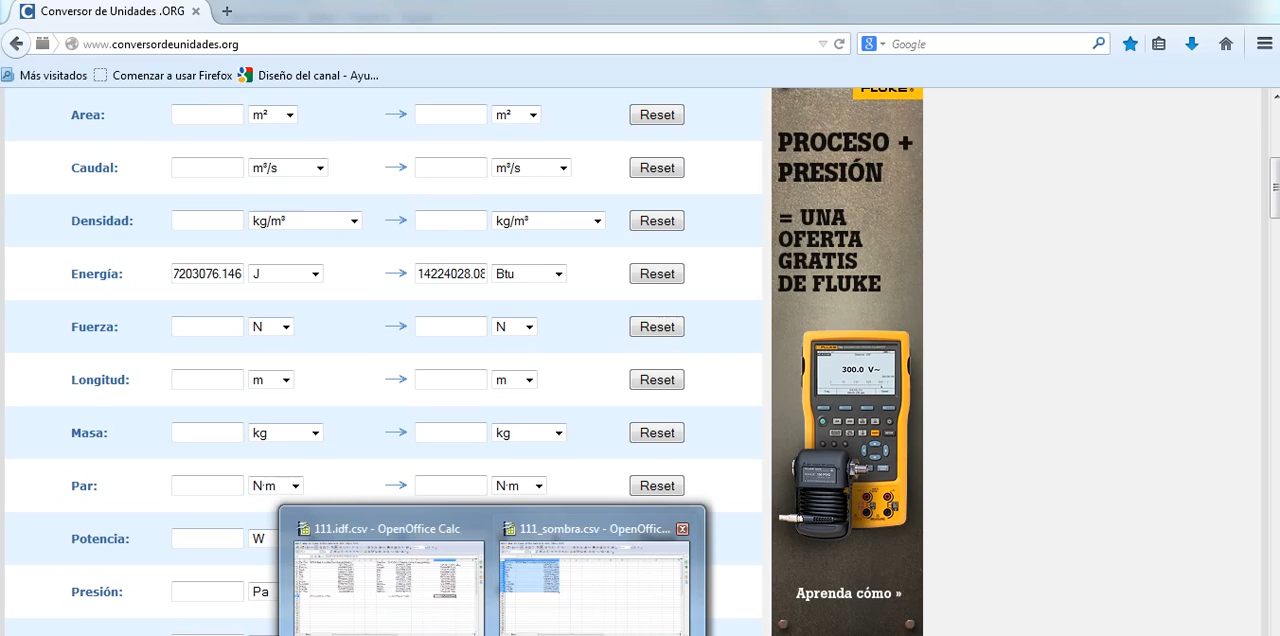 Conversor de Unidades .ORG
www.conversordeunidades.org
Google
Más visitados Comenzar a usar Firefox Diseño del canal - Ayu...
FLUKE
Area: m² m² Reset
Caudal: m³/s m³/s Reset
Densidad: kg/m³ kg/m³ Reset
Energía: 7203076.146 J 14224028.08 Btu Reset
Fuerza: N N Reset
Longitud: m m Reset
Masa: kg kg Reset
Par: N·m N·m Reset
Potencia: W
Presión: Pa
111.idf.csv - OpenOffice Calc
111_sombra.csv - OpenOffic...
PROCESO +
PRESIÓN
= UNA
OFERTA
GRATIS
DE FLUKE
300.0 V~
Aprenda cómo »